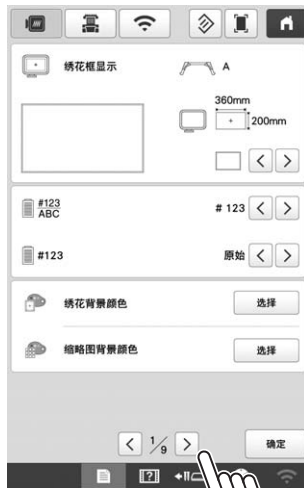 绣花框显示
A
360mm
200mm
#123
ABC
# 123
#123
原始
绣花背景颜色
选择
缩略图背景颜色
选择
1/9
确定